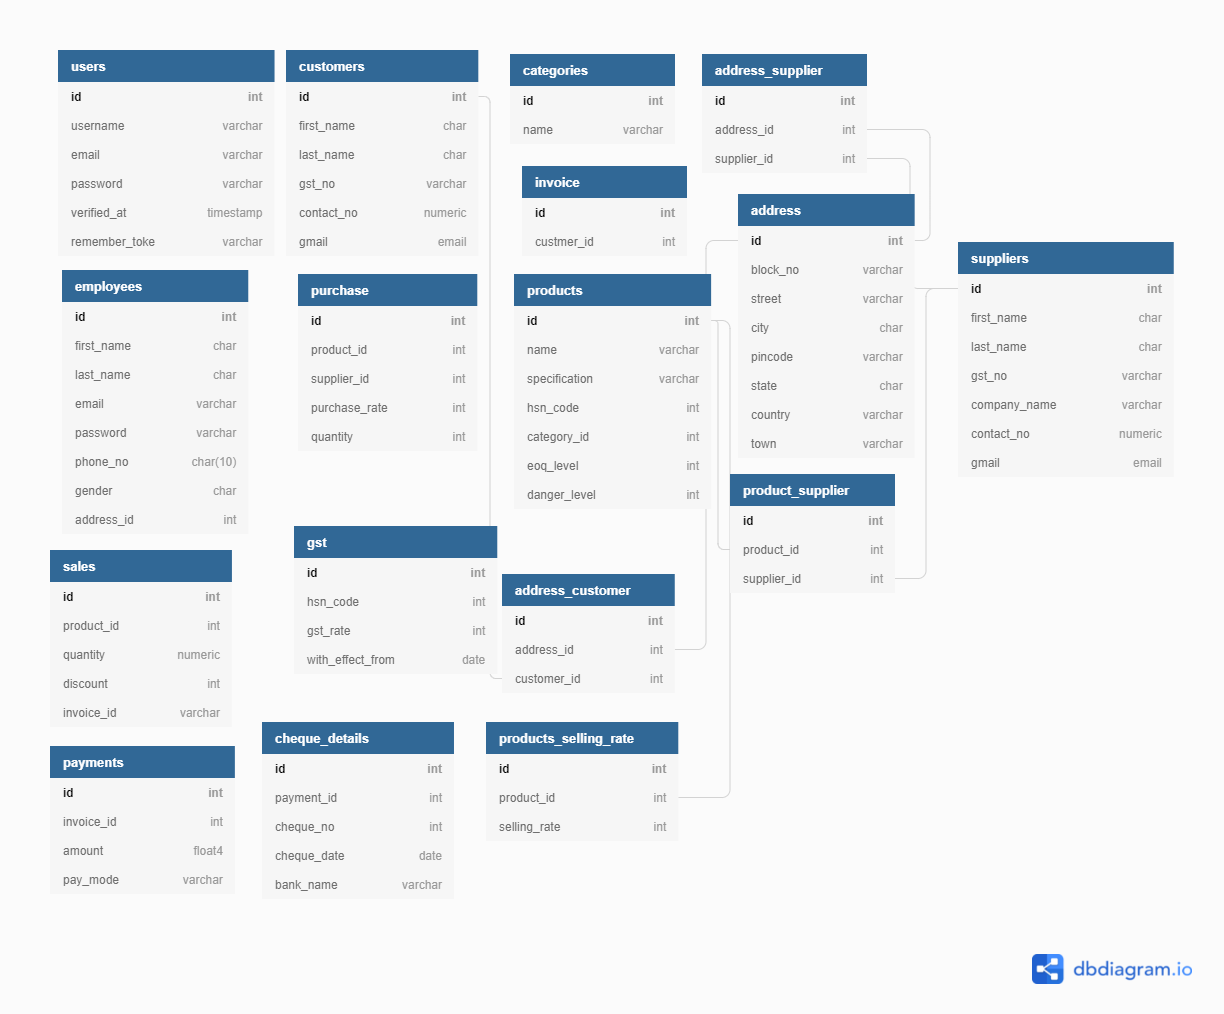 users
id int
username varchar
email varchar
password varchar
verified_at timestamp
remember_toke varchar
customers
id int
first_name char
last_name char
gst_no varchar
contact_no numeric
gmail email
categories
id int
name varchar
address_supplier
id int
address_id int
supplier_id int
invoice
id int
custmer_id int
address
id int
block_no varchar
street varchar
city char
pincode varchar
state char
country varchar
town varchar
suppliers
id int
first_name char
last_name char
gst_no varchar
company_name varchar
contact_no numeric
gmail email
employees
id int
first_name char
last_name char
email varchar
password varchar
phone_no char(10)
gender char
address_id int
purchase
id int
product_id int
supplier_id int
purchase_rate int
quantity int
products
id int
name varchar
specification varchar
hsn_code int
category_id int
eoq_level int
danger_level int
product_supplier
id int
product_id int
supplier_id int
gst
id int
hsn_code int
gst_rate int
with_effect_from date
address_customer
id int
address_id int
customer_id int
sales
id int
product_id int
quantity numeric
discount int
invoice_id varchar
payments
id int
invoice_id int
amount float4
pay_mode varchar
cheque_details
id int
payment_id int
cheque_no int
cheque_date date
bank_name varchar
products_selling_rate
id int
product_id int
selling_rate int
dbdiagram.io